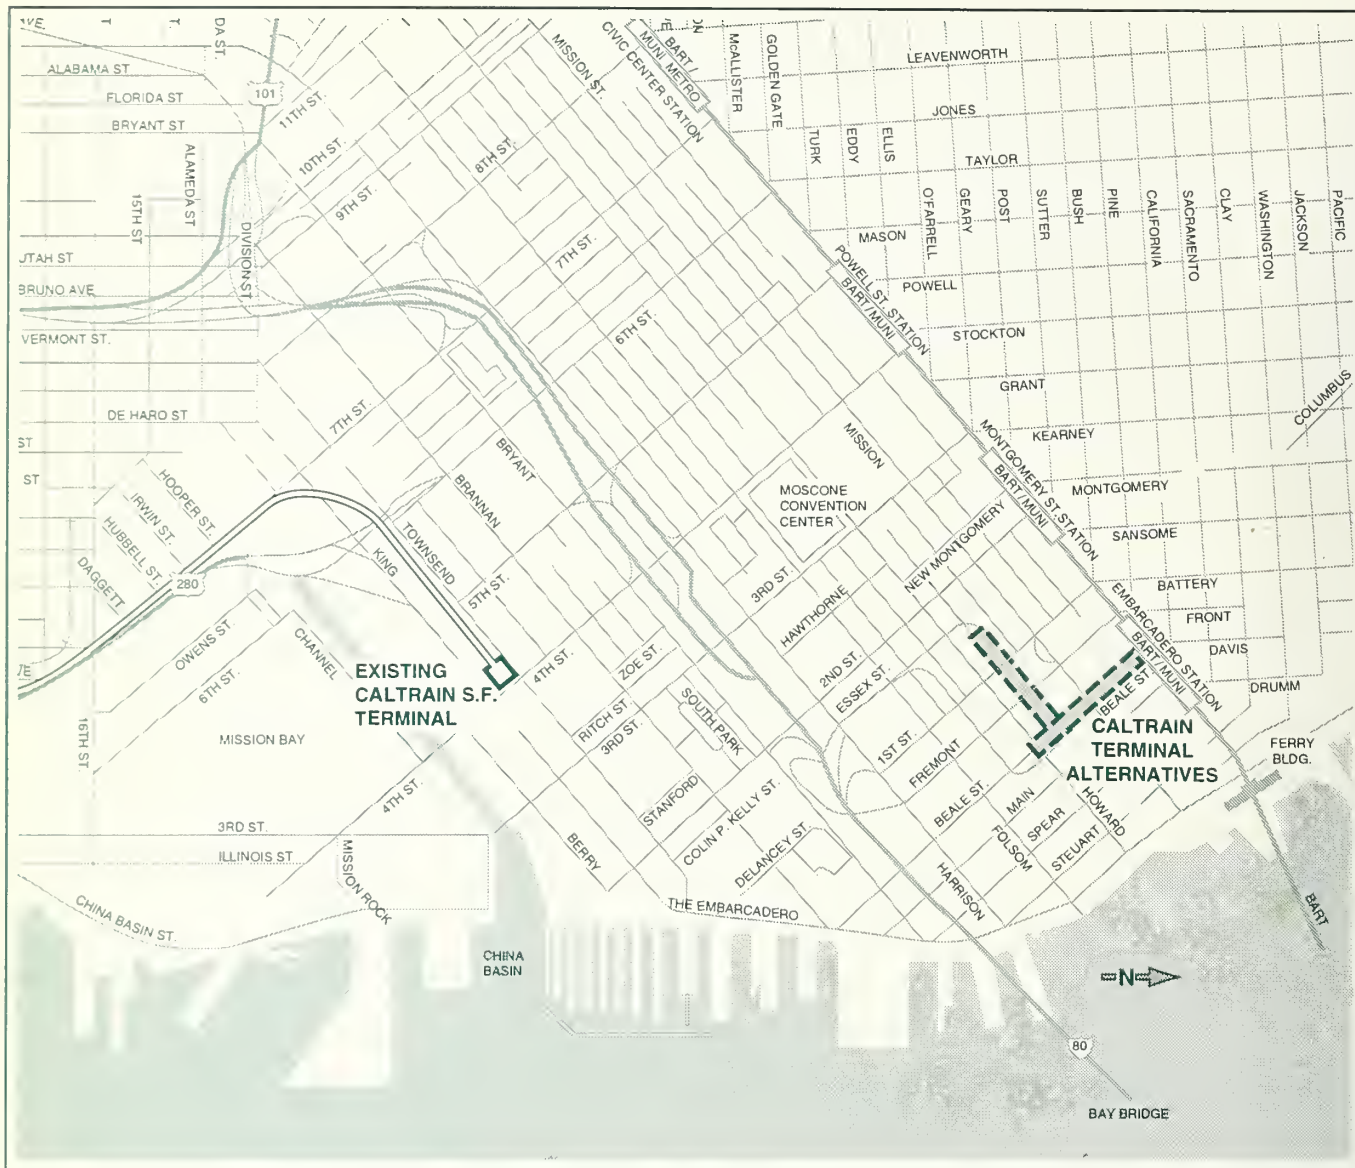 AVE.
DA ST.
ALABAMA ST
FLORIDA ST
BRYANT ST
101
11TH ST.
10TH ST.
9TH ST.
8TH ST.
7TH ST.
6TH ST.
MISSION ST.
BART /
MUNI METRO
CIVIC CENTER STATION
McALLISTER
GOLDEN GATE
TURK
EDDY
ELLIS
O'FARRELL
GEARY
POST
SUTTER
BUSH
PINE
CALIFORNIA
SACRAMENTO
CLAY
WASHINGTON
JACKSON
PACIFIC
LEAVENWORTH
JONES
TAYLOR
MASON
POWELL
STOCKTON
GRANT
KEARNEY
MONTGOMERY
SANSOME
BATTERY
FRONT
DAVIS
DRUMM
COLUMBUS
ALAMEDA ST
15TH ST
DIVISION ST
UTAH ST
BRUNO AVE
VERMONT ST.
DE HARO ST
ST
ST
POWELL ST. STATION
BART / MUNI
MONTGOMERY ST. STATION
BART / MUNI
EMBARCADERO STATION
BART / MUNI
7TH ST.
BRYANT
BRANNAN
TOWNSEND
KING
HOOPER ST.
IRWIN ST.
HUBBELL ST.
DAGGETT
280
MISSION
MOSCONE
CONVENTION
CENTER
NEW MONTGOMERY
3RD ST.
HAWTHORNE
2ND ST.
ESSEX ST.
1ST ST.
FREMONT
BEALE ST.
BEALE ST
MAIN
SPEAR
STEUART
HOWARD
FOLSOM
HARRISON
5TH ST.
4TH ST.
ZOE ST.
RITCH ST
3RD ST.
SOUTH PARK
STANFORD
COLIN P. KELLY ST.
DELANCEY ST.
BERRY
THE EMBARCADERO
OWENS ST.
6TH ST.
CHANNEL
16TH ST.
VE
EXISTING
CALTRAIN S.F.
TERMINAL
CALTRAIN
TERMINAL
ALTERNATIVES
FERRY
BLDG.
MISSION BAY
4TH ST.
3RD ST.
ILLINOIS ST
MISSION ROCK
CHINA BASIN ST.
CHINA
BASIN
BART
N
80
BAY BRIDGE